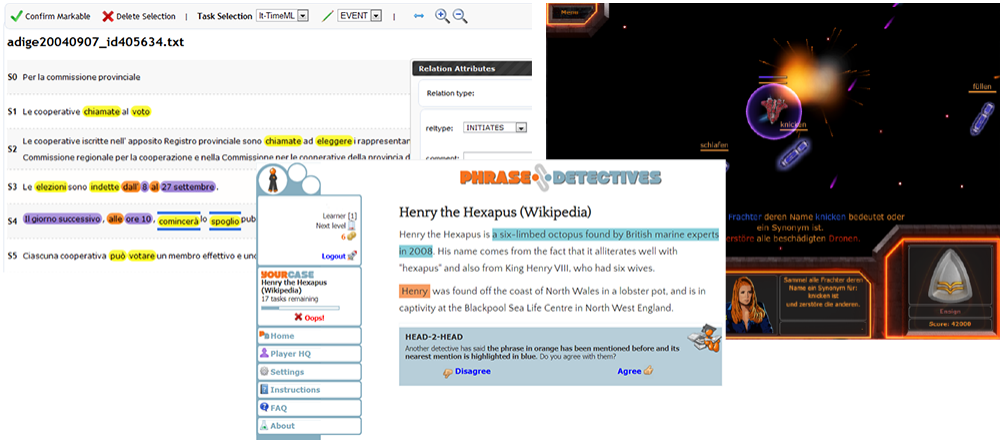 Confirm Markable Delete Selection Task Selection It-TimeML EVENT
adige20040907_id405634.txt
S0 Per la commissione provinciale
S1 Le cooperative chiamate al voto
S2 Le cooperative iscritte nell' apposito Registro provinciale sono chiamate ad eleggere i rappresentan
Commissione regionale per la cooperazione e nella Commissione per le cooperative della provincia d
S3 Le elezioni sono indette dall' 8 al 27 settembre .
S4 Il giorno successivo , alle ore 10 , comincerà lo spoglio pub
S5 Ciascuna cooperativa può votare un membro effettivo e uno
Relation Attributes
Relation type:
reltype: INITIATES
comment:
Learner [1]
Next level
6
Logout
YOURCASE
Henry the Hexapus
(Wikipedia)
17 tasks remaining
Oops!
Home
Player HQ
Settings
Instructions
FAQ
About
PHRASE DETECTIVES
Henry the Hexapus (Wikipedia)
Henry the Hexapus is a six-limbed octopus found by British marine experts
in 2008. His name comes from the fact that it alliterates well with
"hexapus" and also from King Henry VIII, who had six wives.
Henry was found off the coast of North Wales in a lobster pot, and is in
captivity at the Blackpool Sea Life Centre in North West England.
HEAD-2-HEAD
Another detective has said the phrase in orange has been mentioned before and its
nearest mention is highlighted in blue. Do you agree with them?
Disagree Agree
Menu
füllen
knicken
schlafen
Frachter deren Name knicken bedeutet oder
ein Synonym ist.
erstöre alle beschädigten Drohnen.
Sammel alle Frachter deren
Name ein Synonym für:
knicken ist
und zerstöre die anderen.
Ensign
Score: 42000